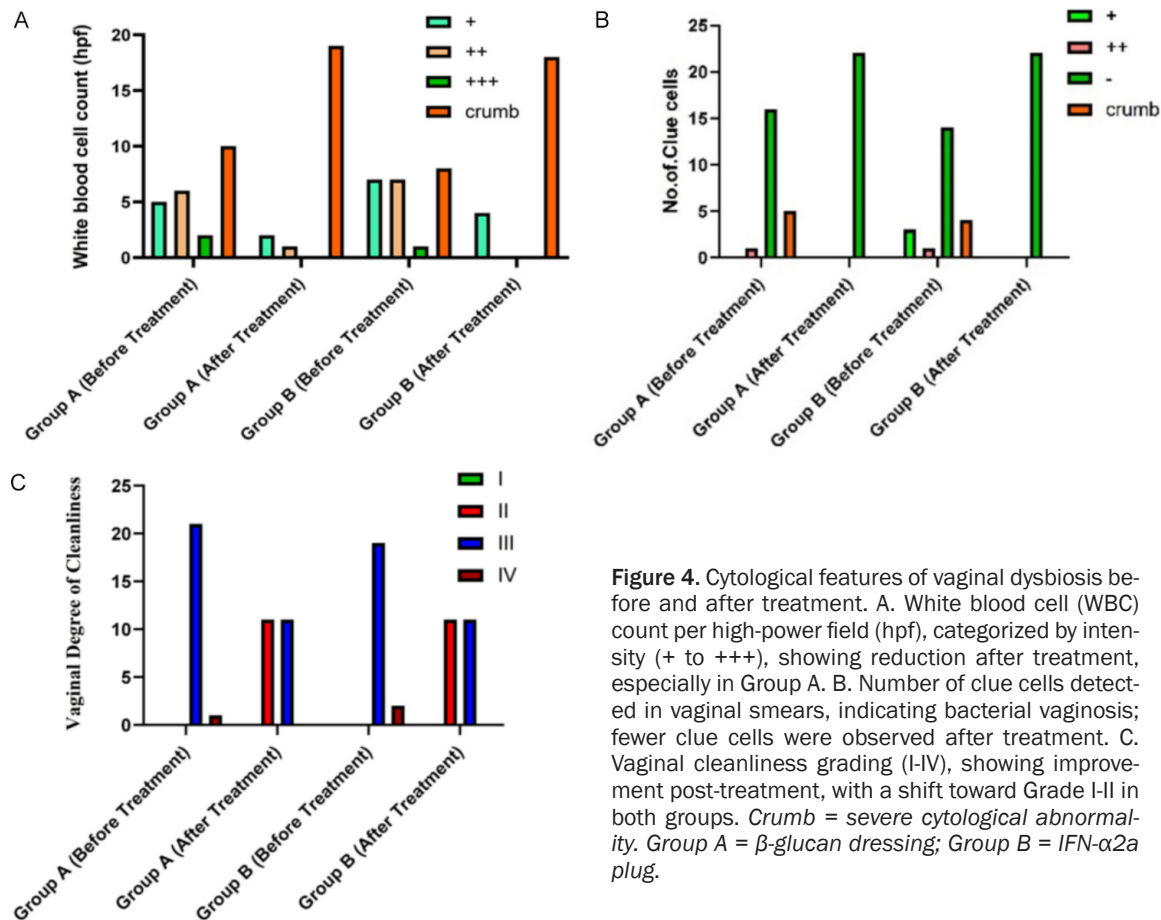 A
White blood cell count (hpf)
20
15
10
5
0
+
++
+++
crumb
Group A (Before Treatment)
Group A (After Treatment)
Group B (Before Treatment)
Group B (After Treatment)
B
No.of.Clue cells
25
20
15
10
5
0
+
++
-
crumb
Group A (Before Treatment)
Group A (After Treatment)
Group B (Before Treatment)
Group B (After Treatment)
C
Vaginal Degree of Cleanliness
25
20
15
10
5
0
I
II
III
IV
Group A (Before Treatment)
Group A (After Treatment)
Group B (Before Treatment)
Group B (After Treatment)
Figure 4. Cytological features of vaginal dysbiosis be-
fore and after treatment. A. White blood cell (WBC)
count per high-power field (hpf), categorized by inten-
sity (+ to +++), showing reduction after treatment,
especially in Group A. B. Number of clue cells detect-
ed in vaginal smears, indicating bacterial vaginosis;
fewer clue cells were observed after treatment. C.
Vaginal cleanliness grading (I-IV), showing improve-
ment post-treatment, with a shift toward Grade I-II in
both groups. Crumb = severe cytological abnormal-
ity. Group A = β-glucan dressing; Group B = IFN-α2a
plug.